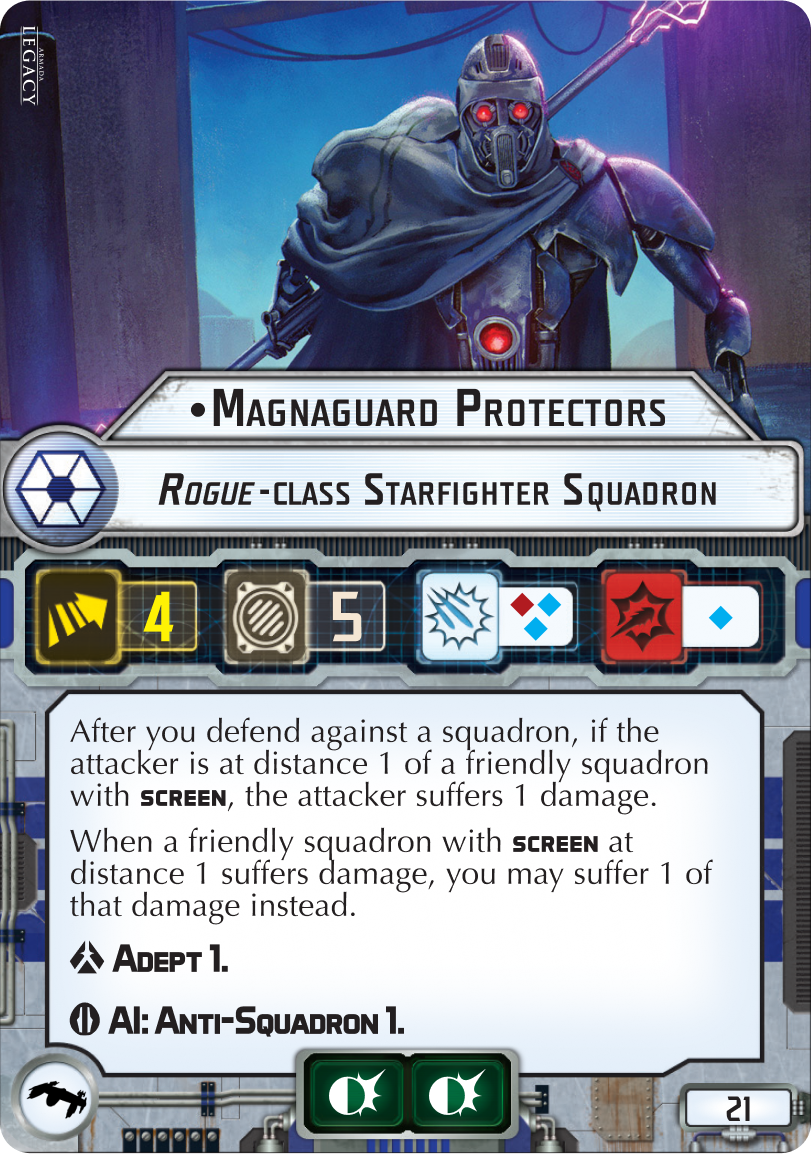 ARMADA
LEGACY
•Magnaguard Protectors
Rogue-class Starfighter Squadron
4 5
After you defend against a squadron, if the
attacker is at distance 1 of a friendly squadron
with SCREEN, the attacker suffers 1 damage.
When a friendly squadron with SCREEN at
distance 1 suffers damage, you may suffer 1 of
that damage instead.
Adept 1.
AI: Anti-Squadron 1.
21